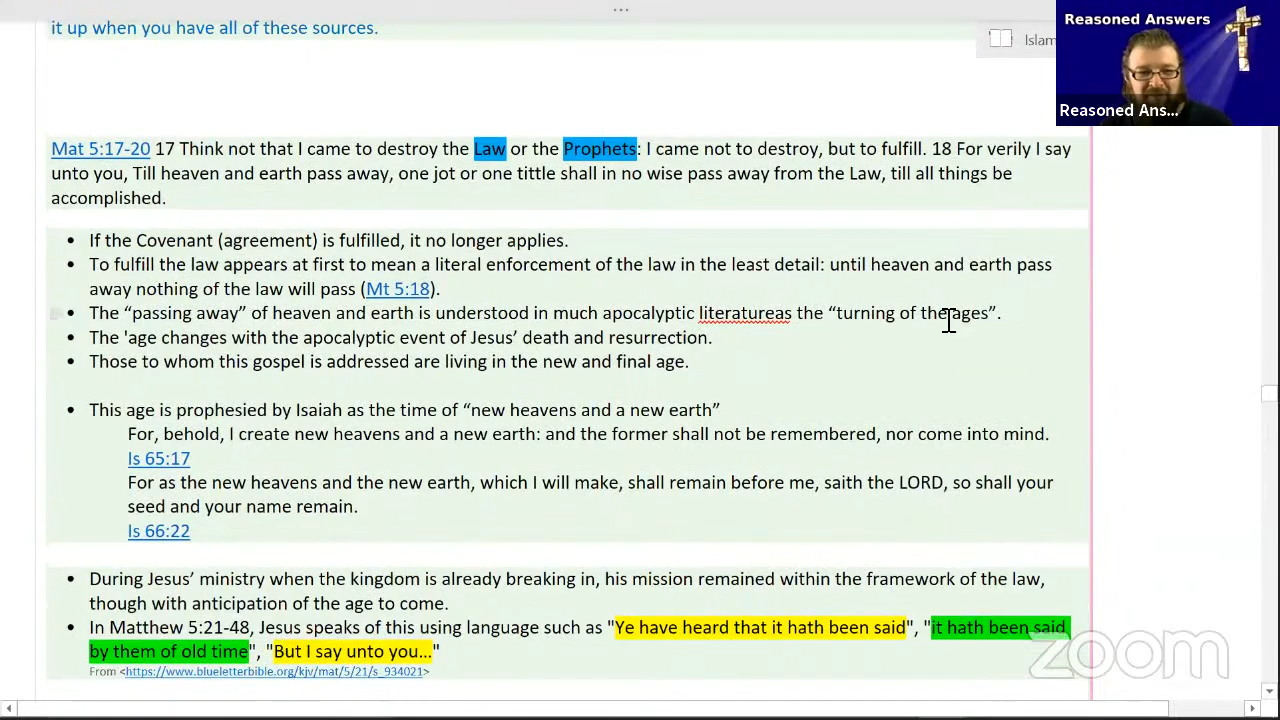 it up when you have all of these sources.
Islam
Reasoned Answers
Reasoned Ans...
Mat 5:17-20 17 Think not that I came to destroy the Law or the Prophets: I came not to destroy, but to fulfill. 18 For verily I say
unto you, Till heaven and earth pass away, one jot or one tittle shall in no wise pass away from the Law, till all things be
accomplished.
• If the Covenant (agreement) is fulfilled, it no longer applies.
• To fulfill the law appears at first to mean a literal enforcement of the law in the least detail: until heaven and earth pass
away nothing of the law will pass (Mt 5:18).
• The “passing away” of heaven and earth is understood in much apocalyptic literatureas the “turning of the ages”.
• The 'age changes with the apocalyptic event of Jesus’ death and resurrection.
• Those to whom this gospel is addressed are living in the new and final age.
• This age is prophesied by Isaiah as the time of “new heavens and a new earth”
For, behold, I create new heavens and a new earth: and the former shall not be remembered, nor come into mind.
Is 65:17
For as the new heavens and the new earth, which I will make, shall remain before me, saith the LORD, so shall your
seed and your name remain.
Is 66:22
• During Jesus’ ministry when the kingdom is already breaking in, his mission remained within the framework of the law,
though with anticipation of the age to come.
• In Matthew 5:21-48, Jesus speaks of this using language such as "Ye have heard that it hath been said", "it hath been said
by them of old time", "But I say unto you..."
From <https://www.blueletterbible.org/kjv/mat/5/21/s_934021>
zoom